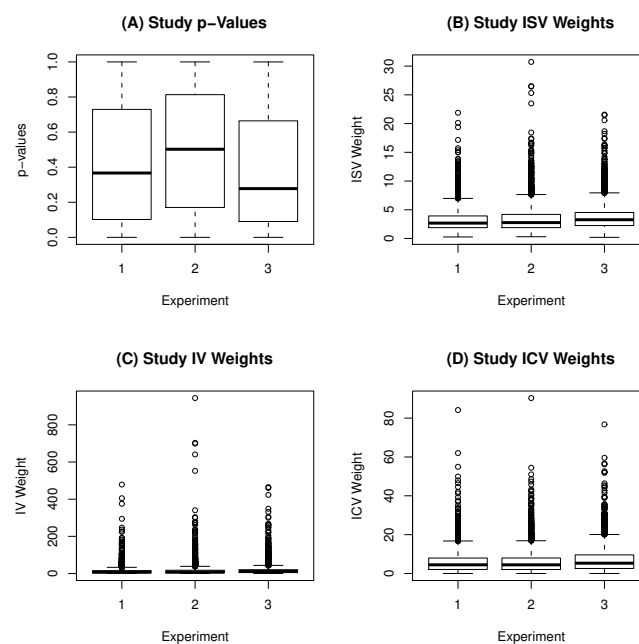 (A) Study p−Values
1.0
0.8
0.6
0.4
0.2
0.0
p−values
1 2 3
Experiment
(B) Study ISV Weights
30
25
20
15
10
5
0
ISV Weight
1 2 3
Experiment
(C) Study IV Weights
800
600
400
200
0
IV Weight
1 2 3
Experiment
(D) Study ICV Weights
80
60
40
20
0
ICV Weight
1 2 3
Experiment